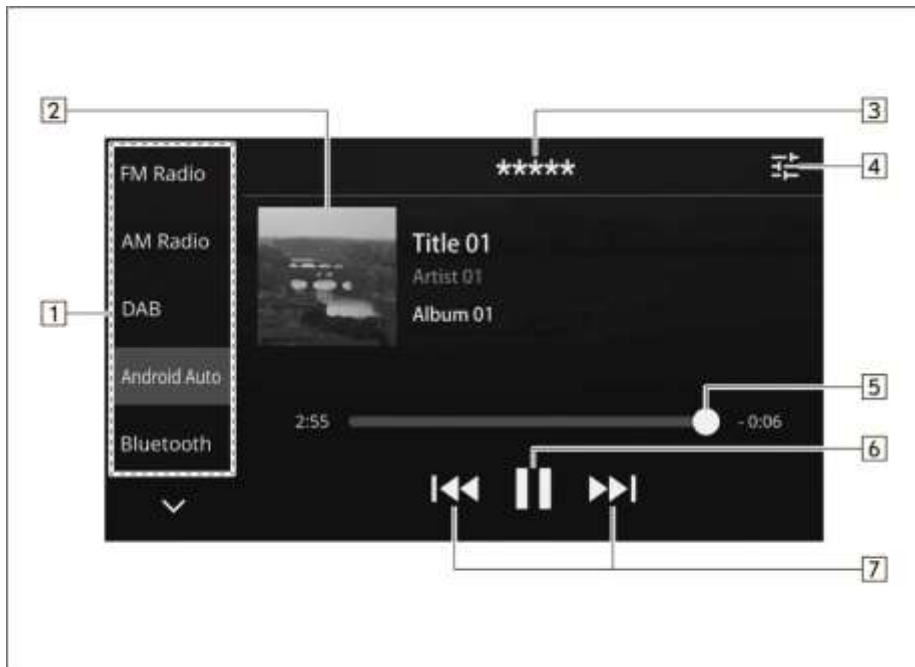 2
3
*****
4
FM Radio
AM Radio
DAB
Android Auto
Bluetooth
1
Title 01
Artist 01
Album 01
5
2:55
- 0:06
6
7